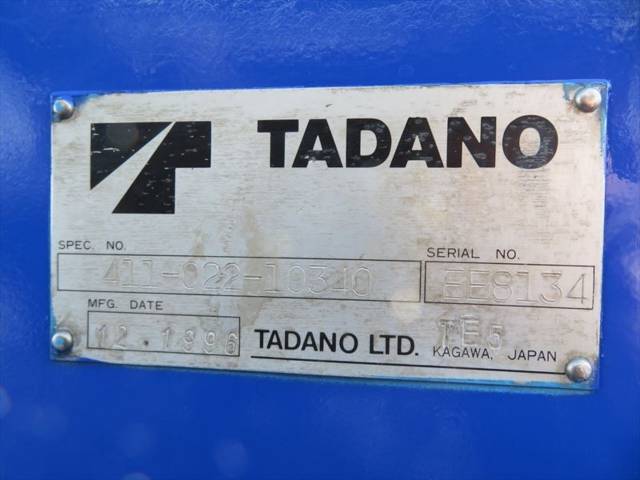 TADANO
SPEC. NO.
411-022-10340
SERIAL NO.
EE8134
MFG. DATE
12.1996
TADANO LTD.
TE5
KAGAWA, JAPAN